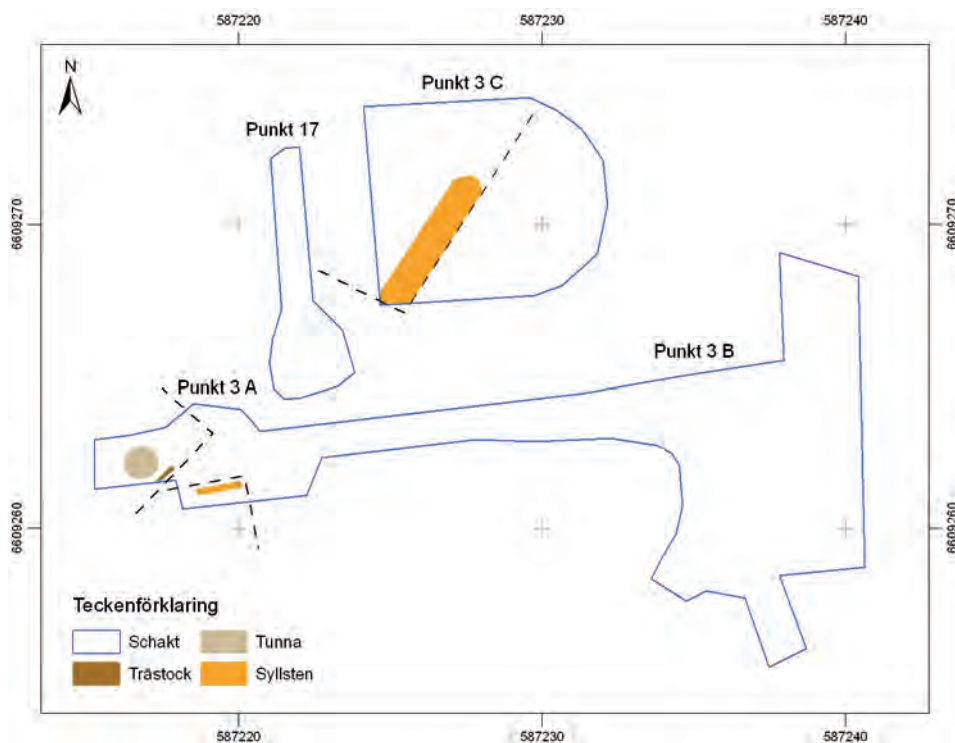 587220 587230 587240
N
Punkt 3 C
Punkt 17
6609270 6609270
Punkt 3 B
Punkt 3 A
6609260 6609260
Teckenförklaring
Schakt Tunna
Trästock Syllsten
587220 587230 587240